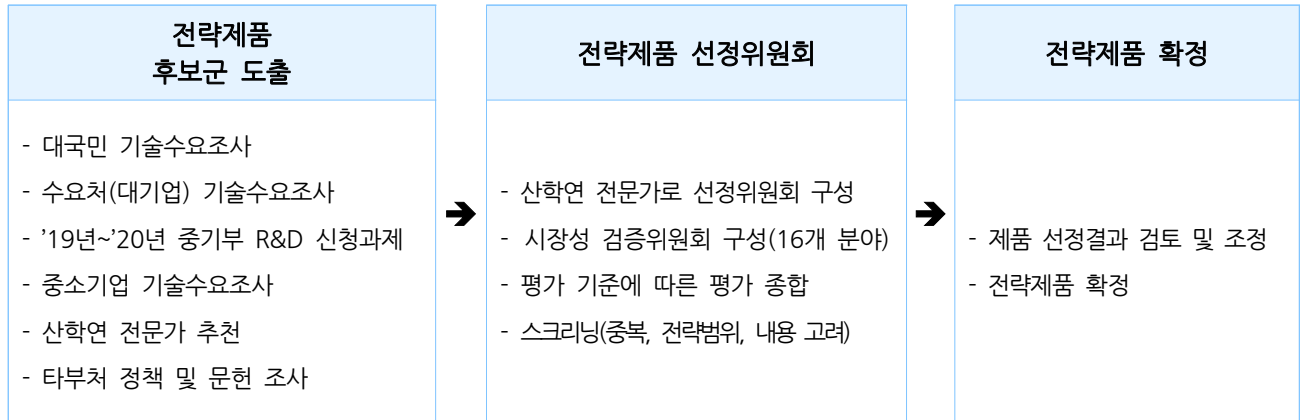 전략제품
후보군 도출
- 대국민 기술수요조사
- 수요처(대기업) 기술수요조사
- ’19년~’20년 중기부 R&D 신청과제
- 중소기업 기술수요조사
- 산학연 전문가 추천
- 타부처 정책 및 문헌 조사
전략제품 선정위원회
- 산학연 전문가로 선정위원회 구성
- 시장성 검증위원회 구성(16개 분야)
- 평가 기준에 따른 평가 종합
- 스크리닝(중복, 전략범위, 내용 고려)
전략제품 확정
- 제품 선정결과 검토 및 조정
- 전략제품 확정